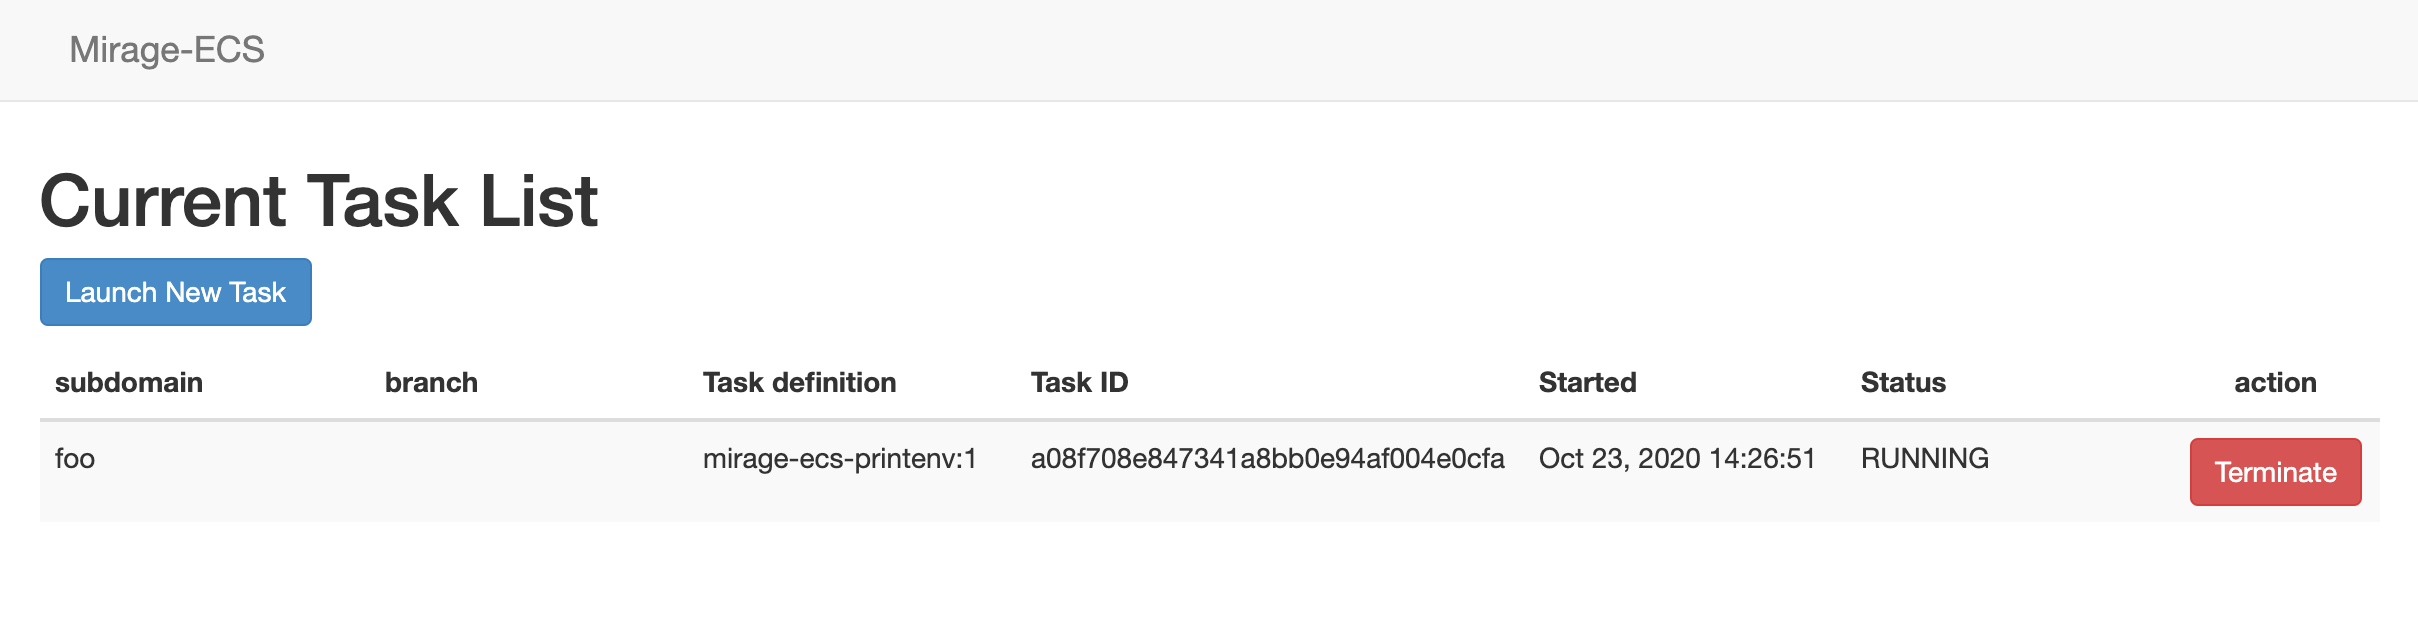 Mirage-ECS
Current Task List
Launch New Task
subdomain branch Task definition Task ID Started Status action
foo mirage-ecs-printenv:1 a08f708e847341a8bb0e94af004e0cfa Oct 23, 2020 14:26:51 RUNNING Terminate